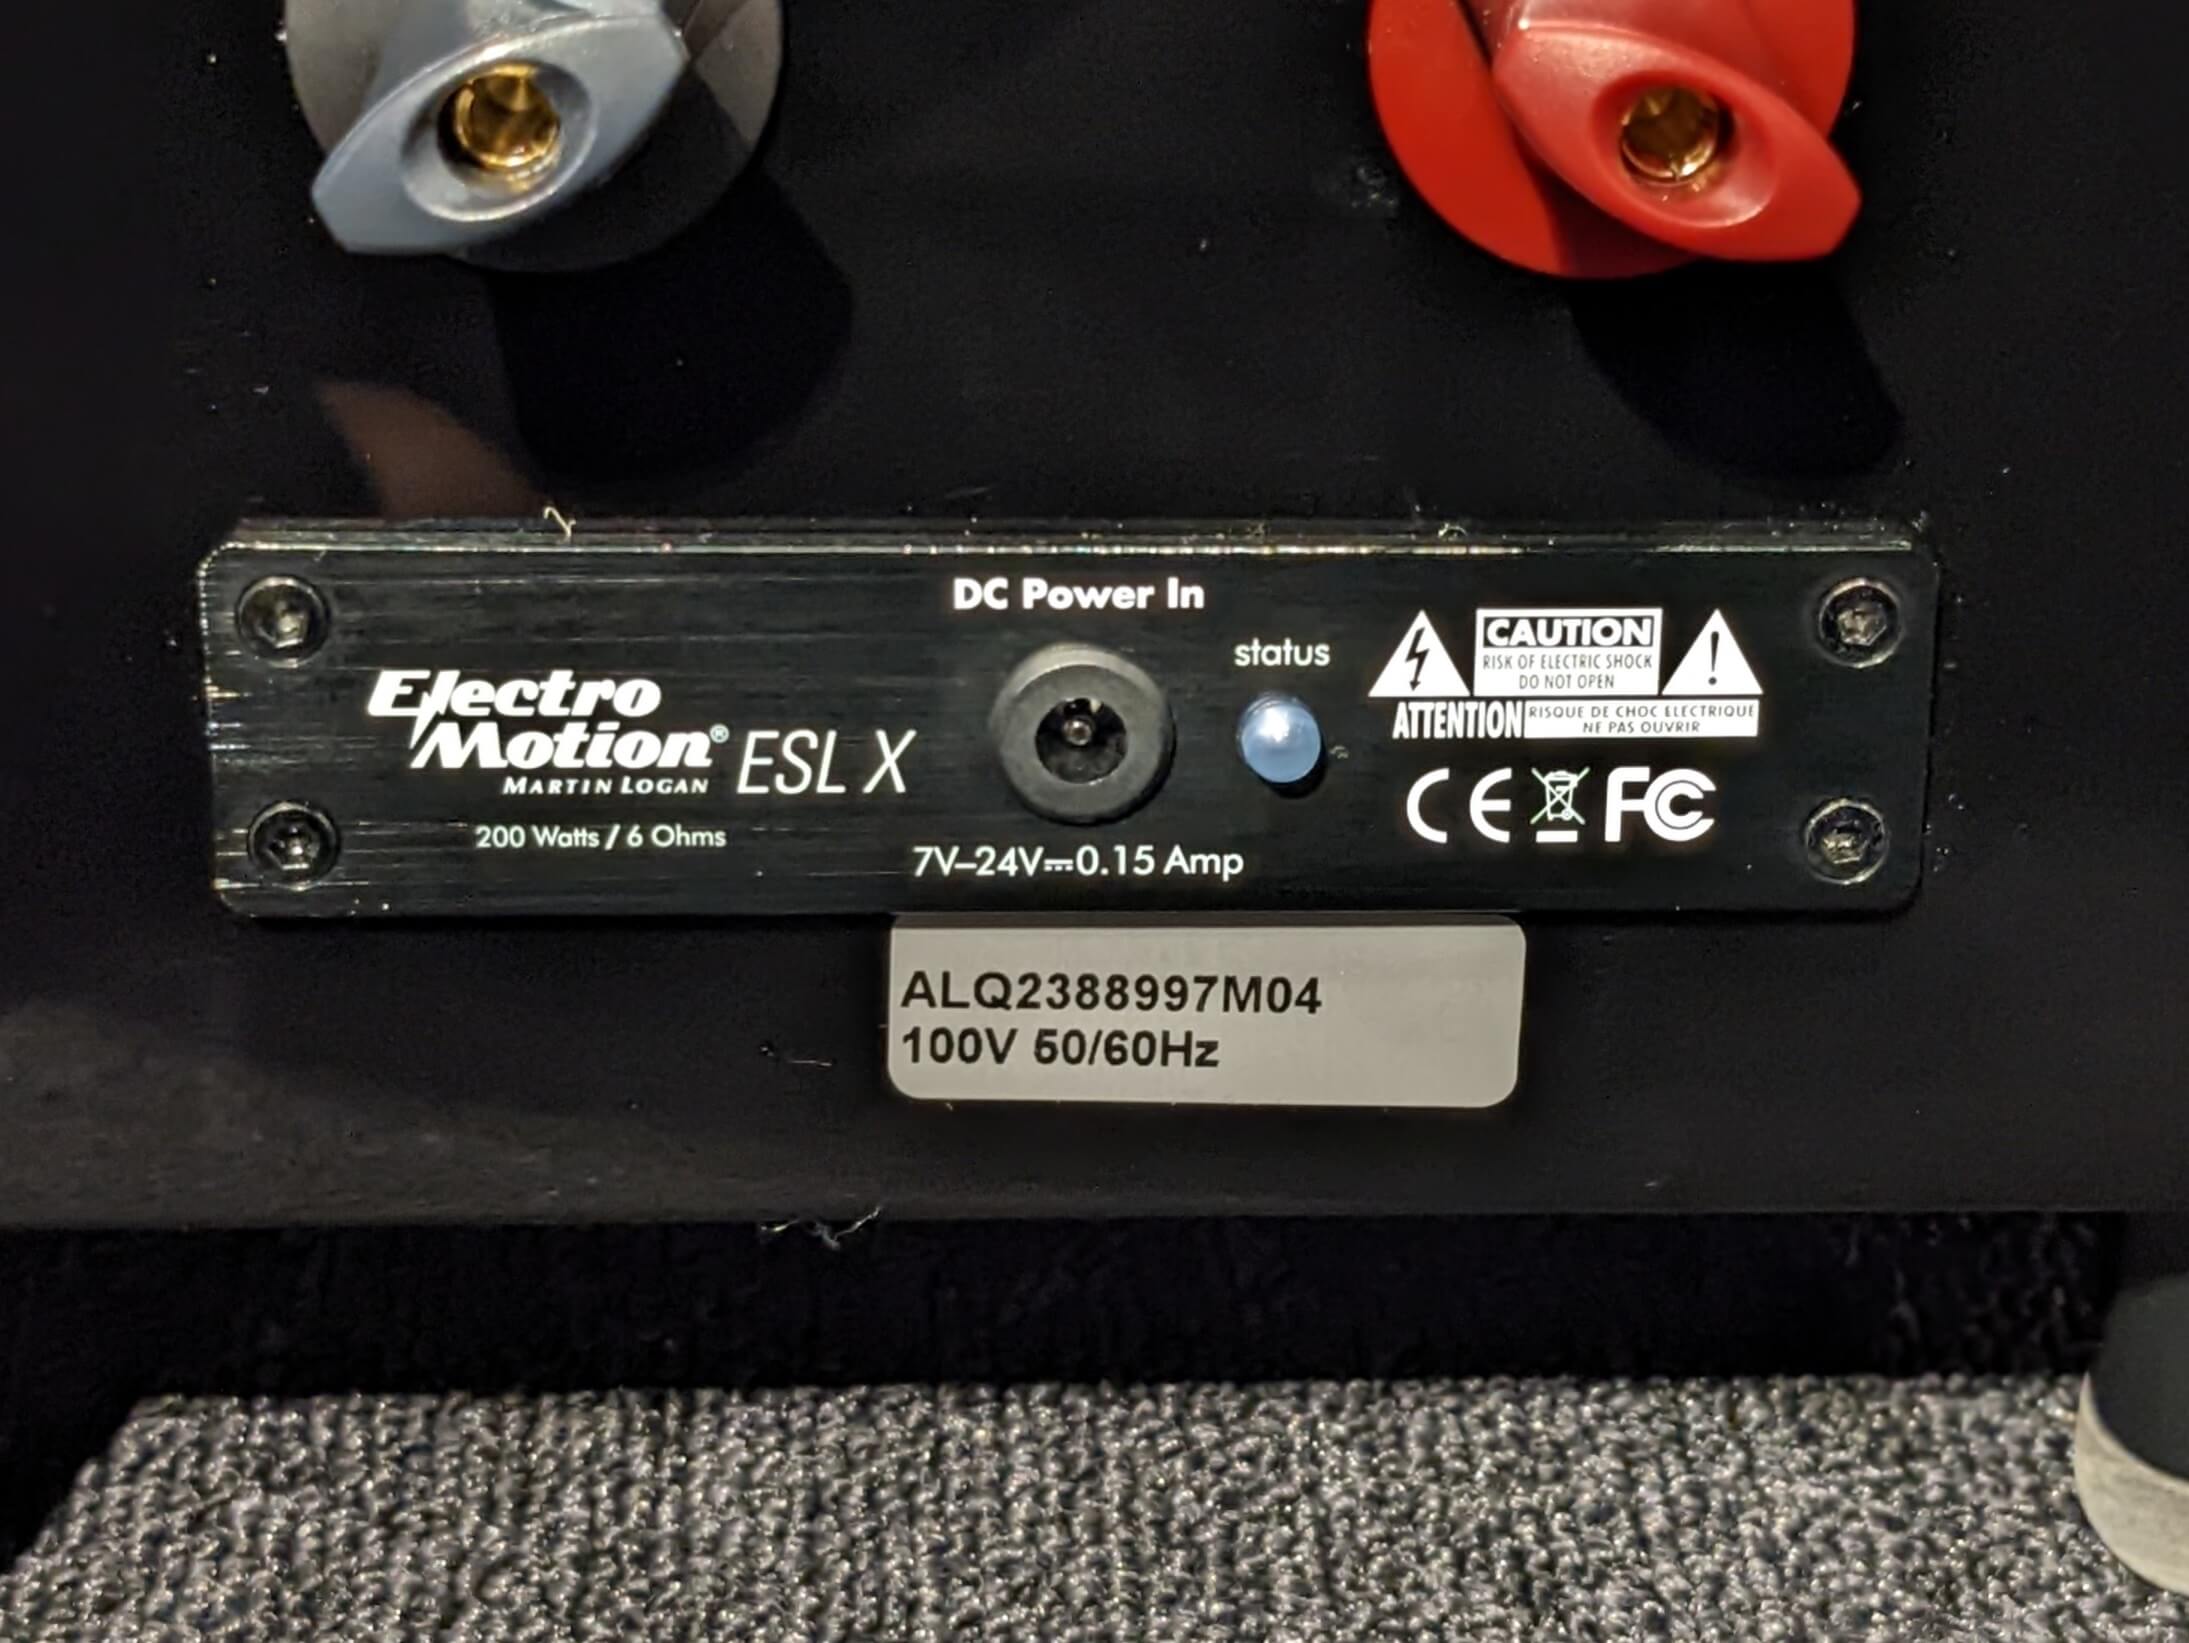 DC Power In
status
Electro
Motion®
MARTIN LOGAN
ESL X
200 Watts / 6 Ohms
7V–24V⎓0.15 Amp
CAUTION
RISK OF ELECTRIC SHOCK
DO NOT OPEN
ATTENTION
RISQUE DE CHOC ELECTRIQUE
NE PAS OUVRIR
CE FC
ALQ2388997M04
100V 50/60Hz